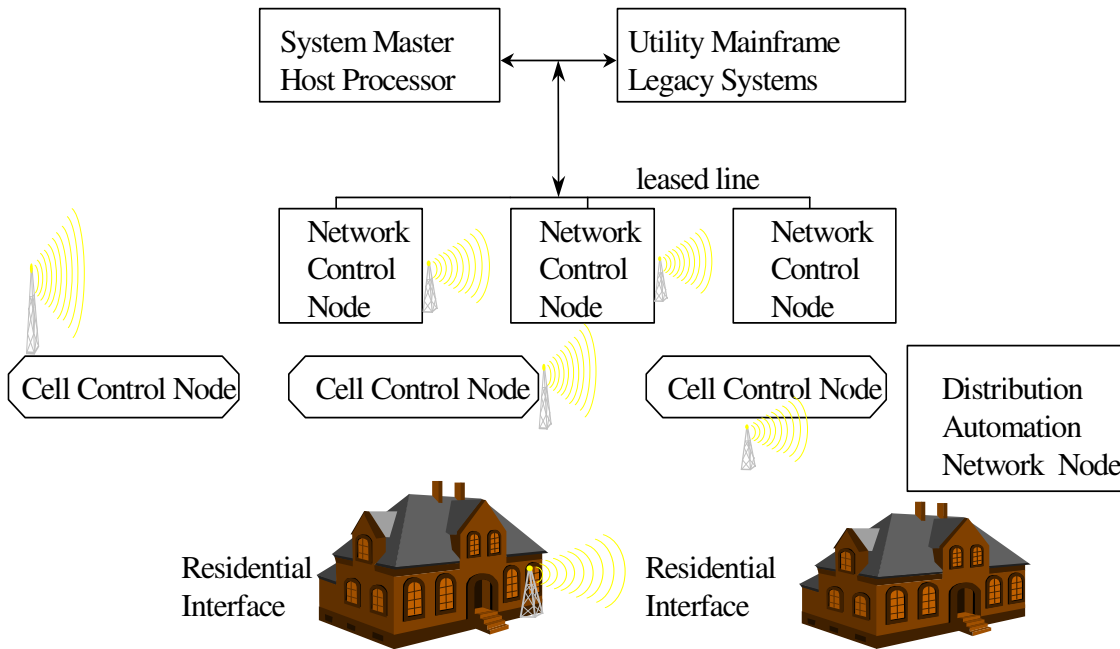 System Master
Host Processor
Utility Mainframe
Legacy Systems
leased line
Network
Control
Node
Network
Control
Node
Network
Control
Node
Cell Control Node
Cell Control Node
Cell Control Node
Distribution
Automation
Network Node
Residential
Interface
Residential
Interface